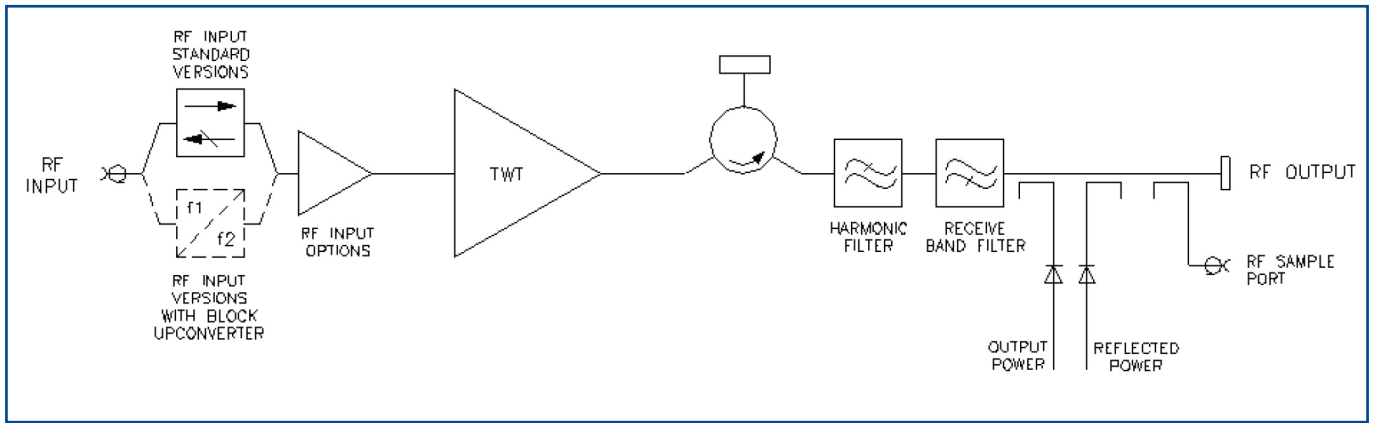 RF INPUT
STANDARD
VERSIONS
RF
INPUT
f1
f2
RF INPUT
VERSIONS
WITH BLOCK
UPCONVERTER
RF INPUT
OPTIONS
TWT
HARMONIC
FILTER
RECEIVE
BAND FILTER
RF OUTPUT
RF SAMPLE
PORT
OUTPUT
POWER
REFLECTED
POWER